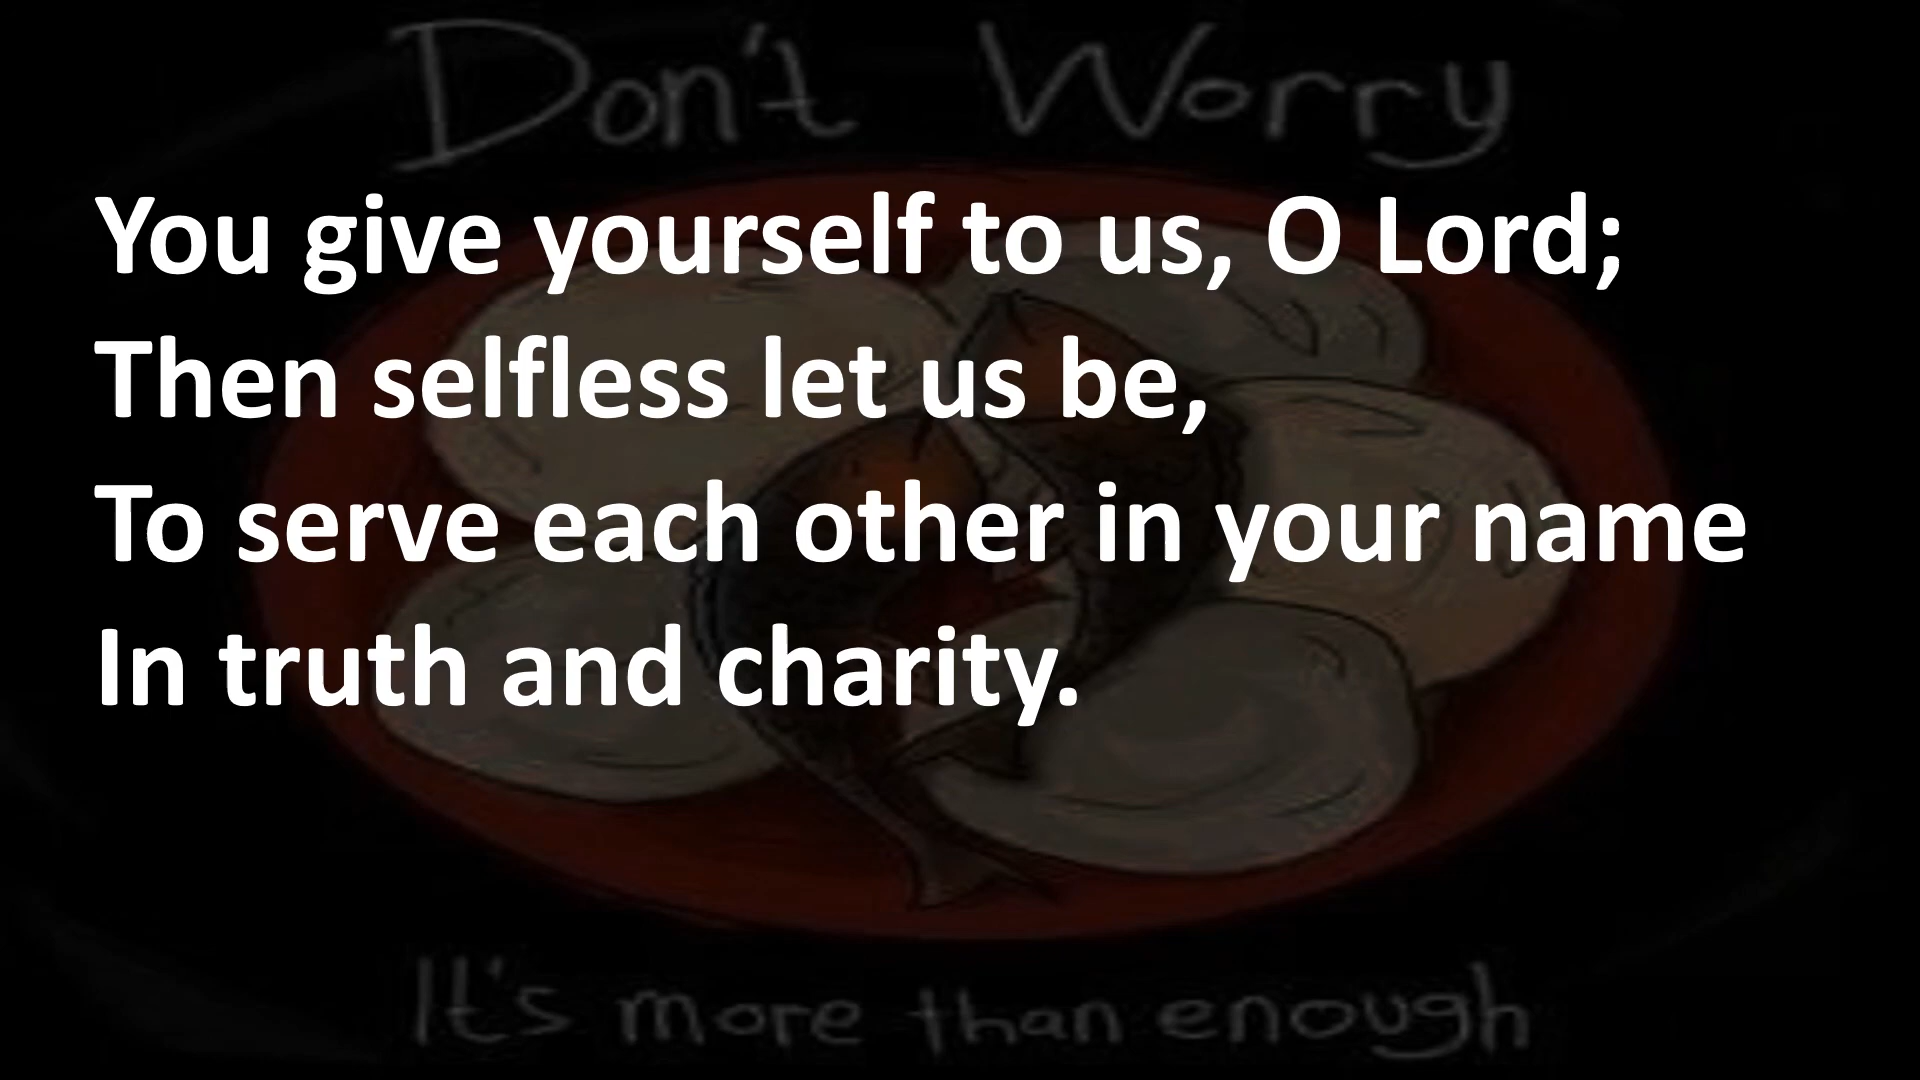 Don't Worry
You give yourself to us, O Lord;
Then selfless let us be,
To serve each other in your name
In truth and charity.
It's more than enough